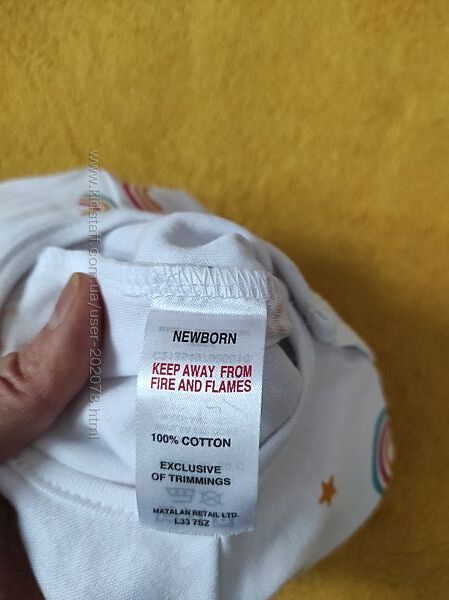 NEWBORN
KEEP AWAY FROM
FIRE AND FLAMES
100% COTTON
EXCLUSIVE
OF TRIMMINGS
MATALAN RETAIL LTD.
L33 7SZ